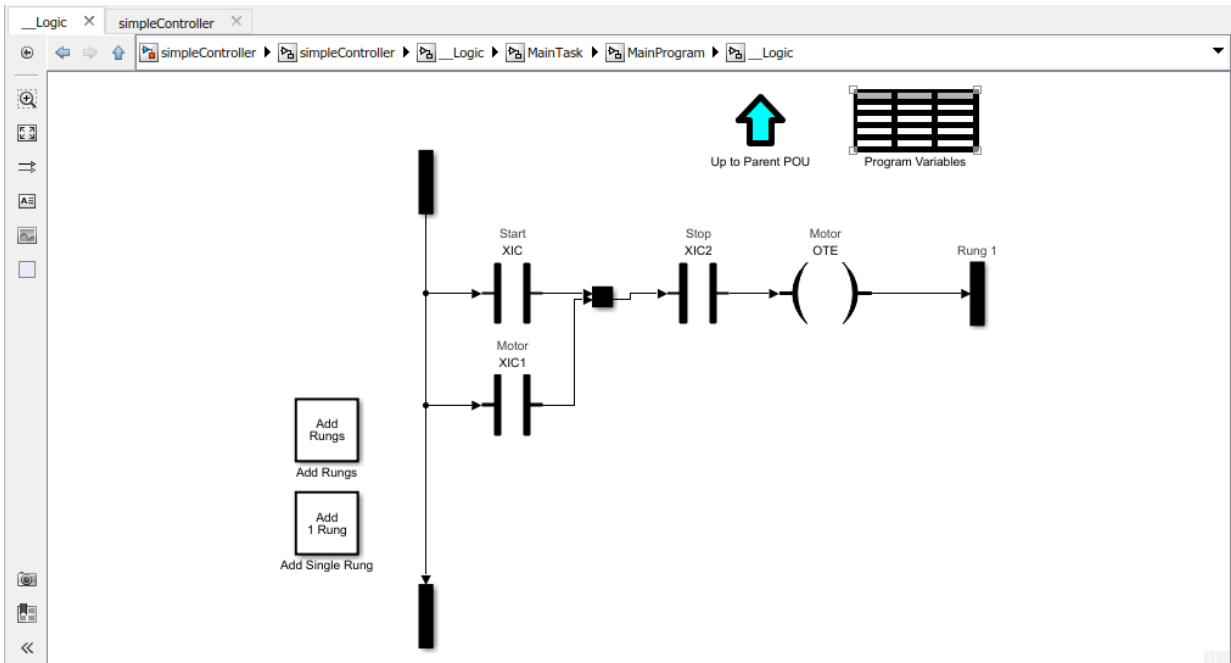 __Logic
simpleController
simpleController simpleController __Logic MainTask MainProgram __Logic
Up to Parent POU
Program Variables
Start
XIC
Stop
XIC2
Motor
OTE
Rung 1
Motor
XIC1
Add
Rungs
Add Rungs
Add
1 Rung
Add Single Rung